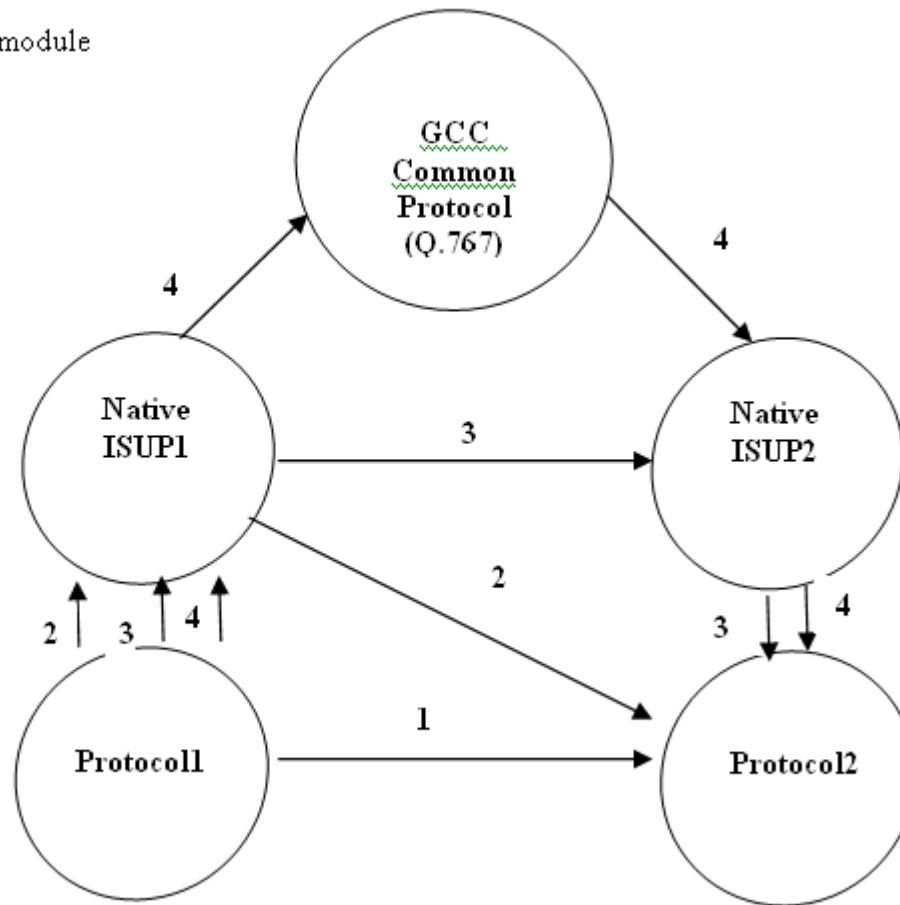 module
GCC
Common
Protocol
(Q.767)
4
4
Native
ISUP1
3
Native
ISUP2
2
2
3
4
3
4
1
Protocol1
Protocol2